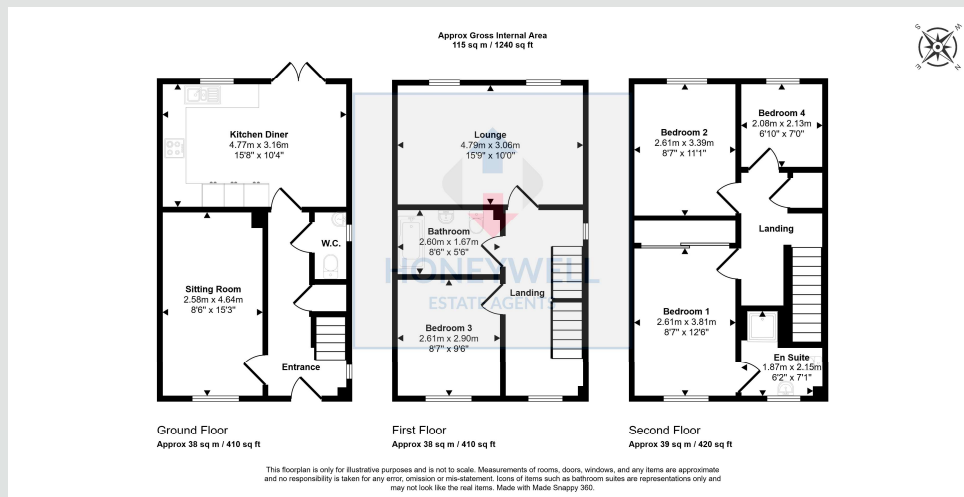 Approx Gross Internal Area
115 sq m / 1240 sq ft
S
W
E
N
Kitchen Diner
4.77m x 3.16m
15'8" x 10'4"
W.C.
Sitting Room
2.58m x 4.64m
8'6" x 15'3"
Entrance
Lounge
4.79m x 3.06m
15'9" x 10'0"
Bathroom
2.60m x 1.67m
8'6" x 5'6"
HONEYWELL
ESTATE AGENTS
Landing
Bedroom 3
2.61m x 2.90m
8'7" x 9'6"
Bedroom 2
2.61m x 3.39m
8'7" x 11'1"
Bedroom 4
2.08m x 2.13m
6'10" x 7'0"
Landing
Bedroom 1
2.61m x 3.81m
8'7" x 12'6"
En Suite
1.87m x 2.15m
6'2" x 7'1"
Ground Floor
Approx 38 sq m / 410 sq ft
First Floor
Approx 38 sq m / 410 sq ft
Second Floor
Approx 39 sq m / 420 sq ft
This floorplan is only for illustrative purposes and is not to scale. Measurements of rooms, doors, windows, and any items are approximate
and no responsibility is taken for any error, omission or mis-statement. Icons of items such as bathroom suites are representations only and
may not look like the real items. Made with Made Snappy 360.